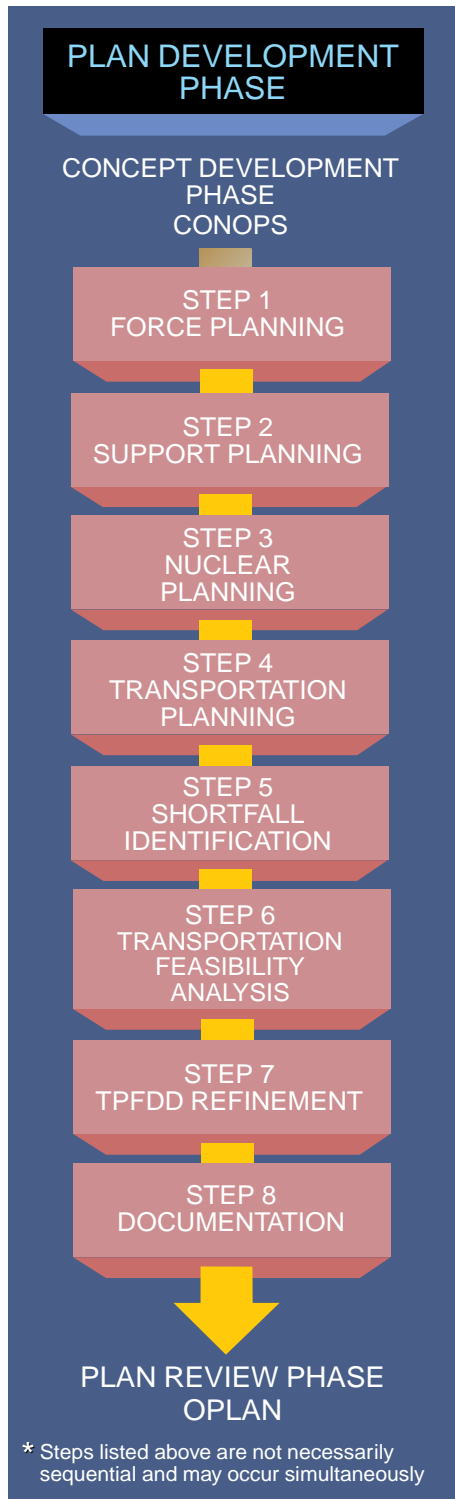 PLAN DEVELOPMENT
PHASE
CONCEPT DEVELOPMENT
PHASE
CONOPS
STEP 1
FORCE PLANNING
STEP 2
SUPPORT PLANNING
STEP 3
NUCLEAR
PLANNING
STEP 4
TRANSPORTATION
PLANNING
STEP 5
SHORTFALL
IDENTIFICATION
STEP 6
TRANSPORTATION
FEASIBILITY
ANALYSIS
STEP 7
TPFDD REFINEMENT
STEP 8
DOCUMENTATION
PLAN REVIEW PHASE
OPLAN
* Steps listed above are not necessarily
sequential and may occur simultaneously